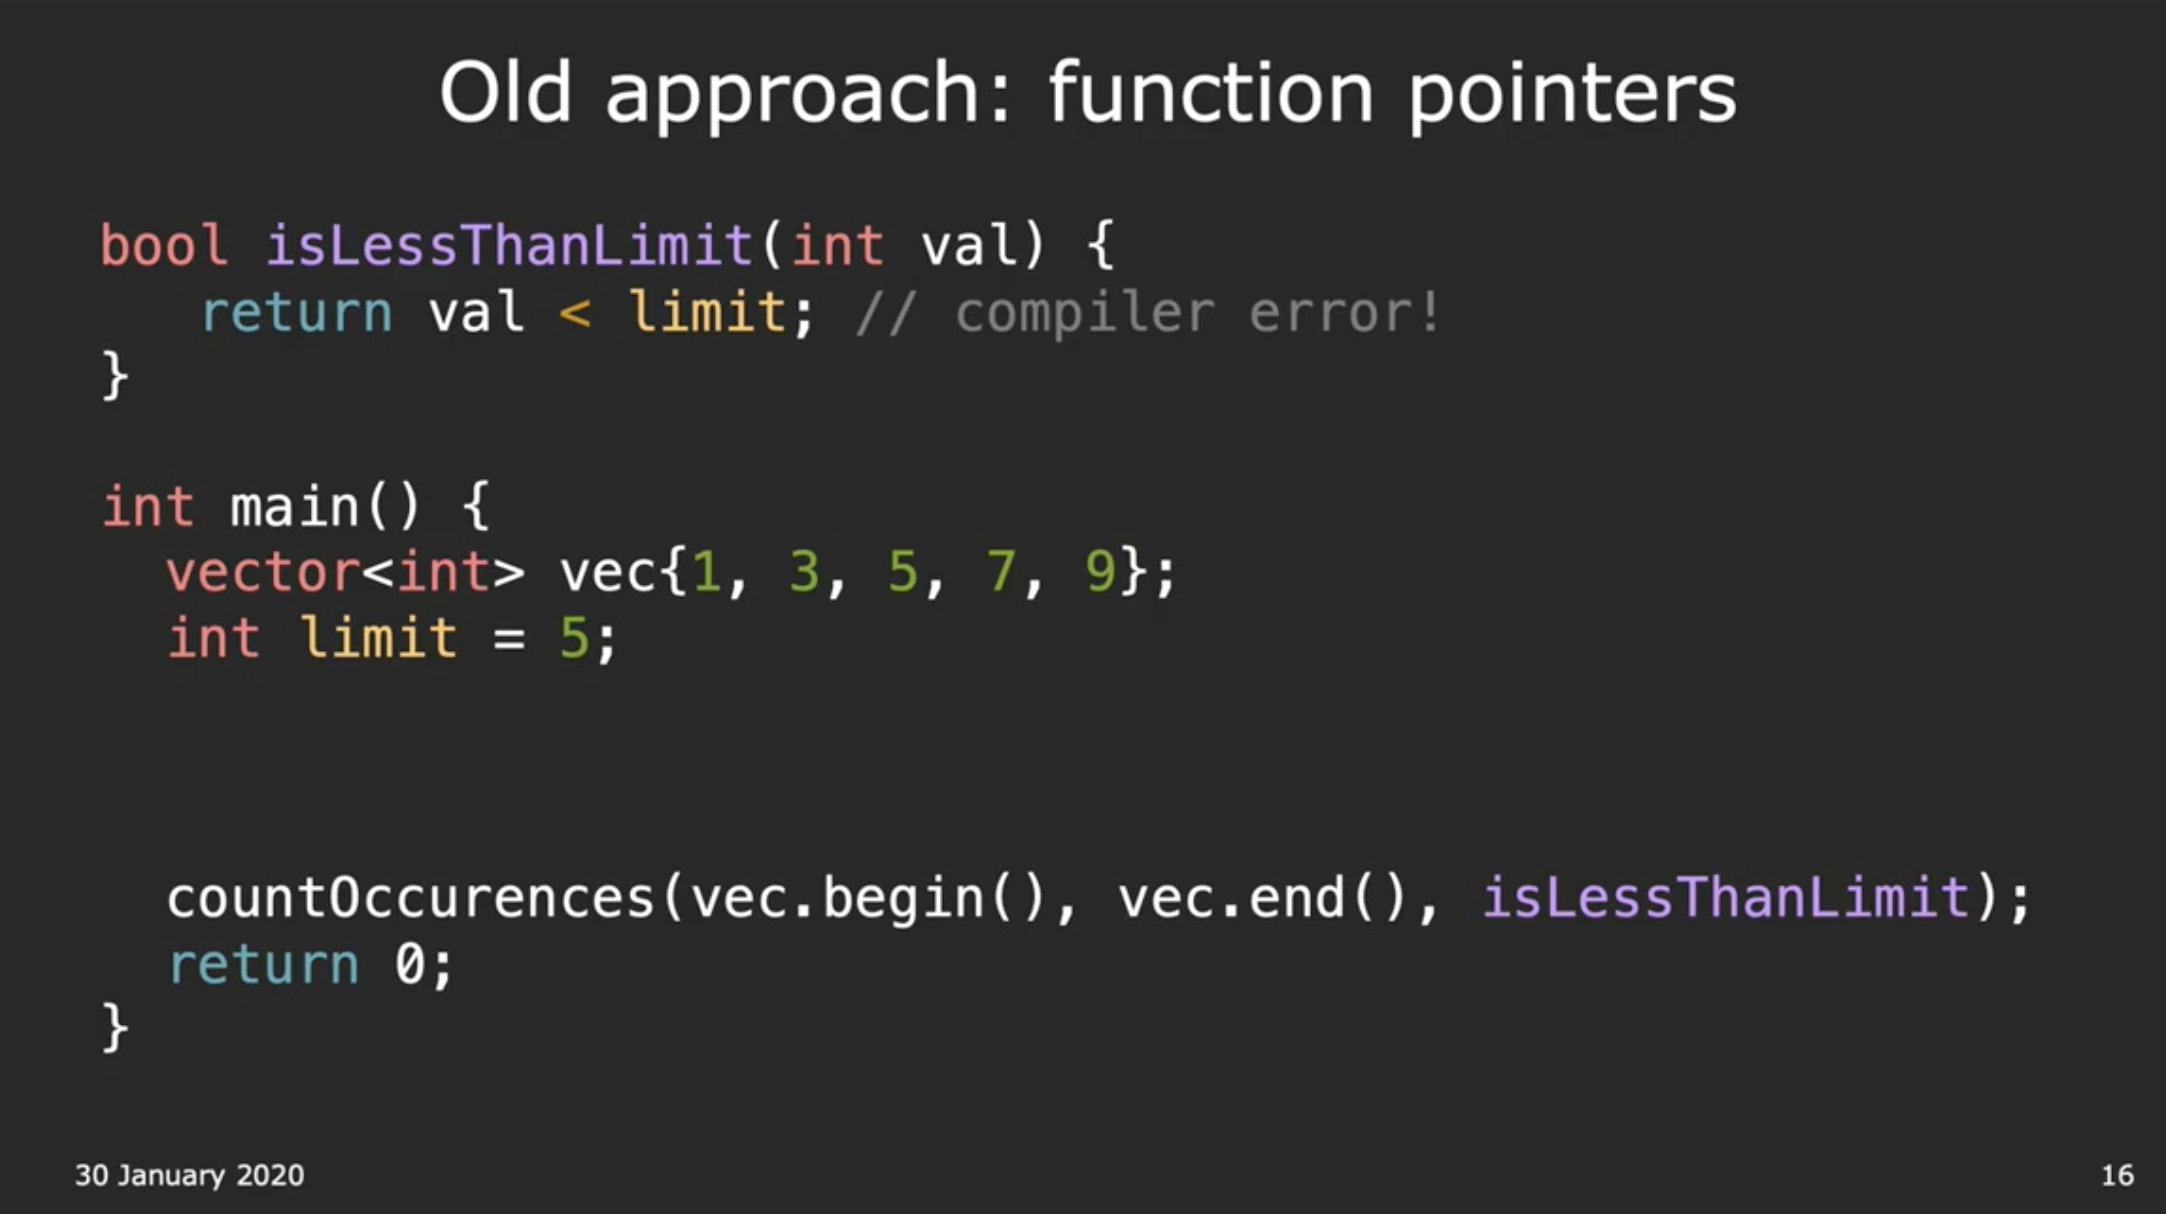 Old approach: function pointers
bool isLessThanLimit(int val) {
return val < limit; // compiler error!
}
int main() {
vector<int> vec{1, 3, 5, 7, 9};
int limit = 5;
countOccurences(vec.begin(), vec.end(), isLessThanLimit);
return 0;
}
30 January 2020
16